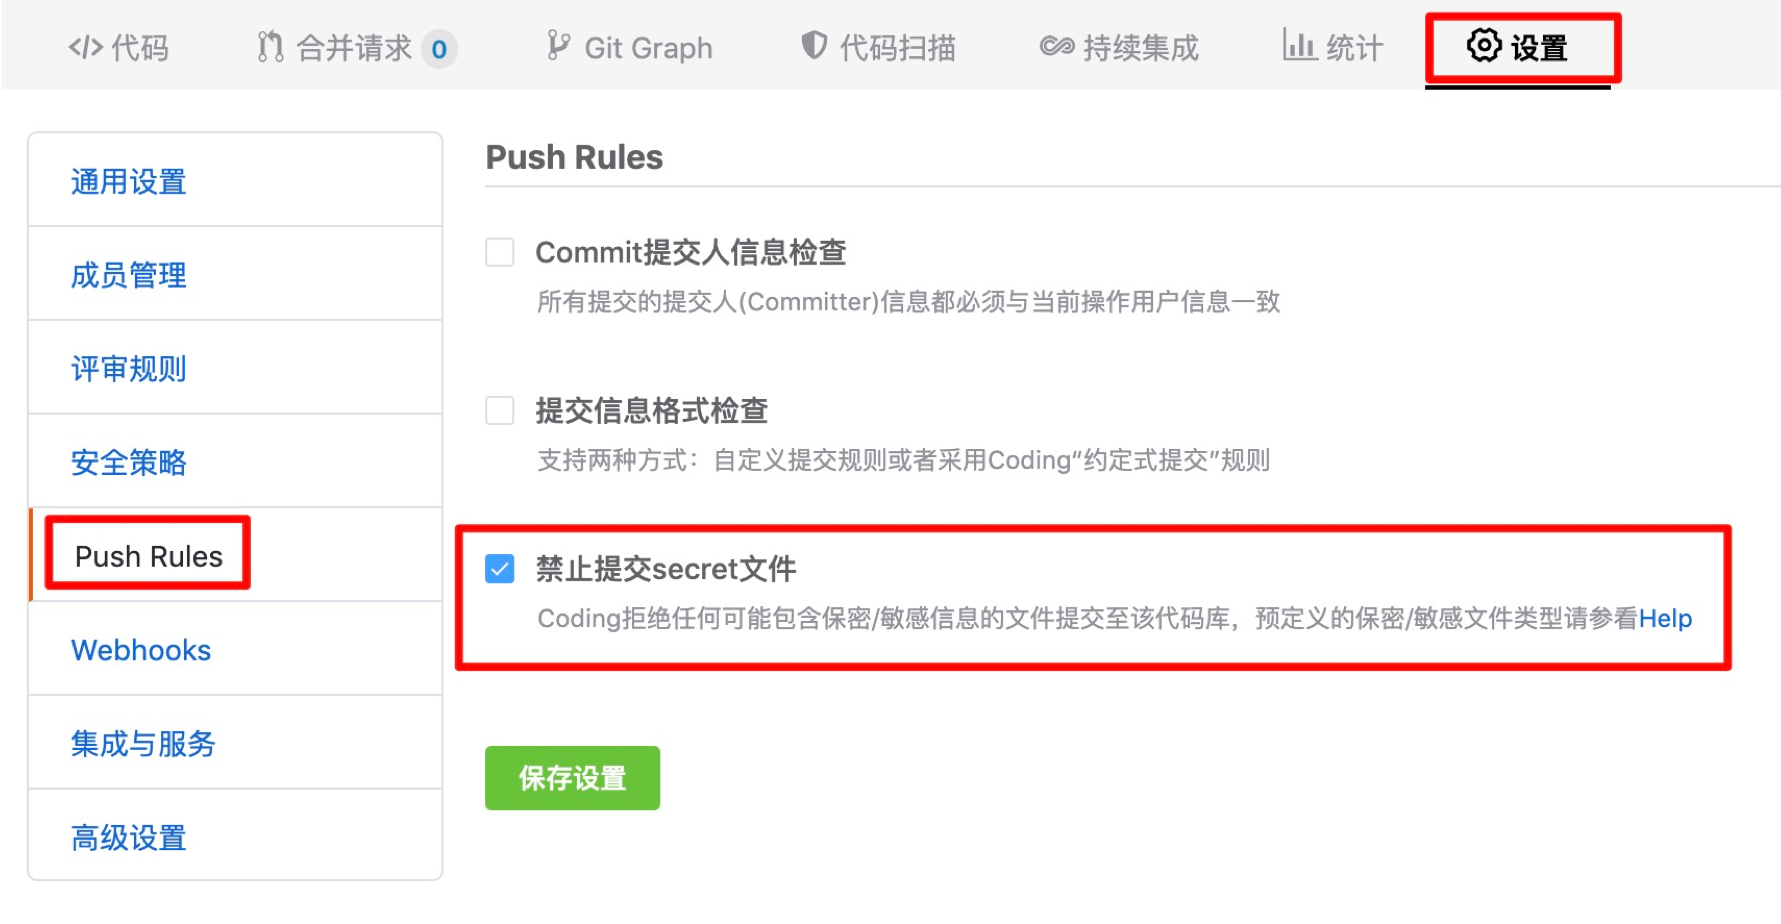 </> 代码 合并请求 0 Git Graph 代码扫描 持续集成 统计 设置
通用设置
成员管理
评审规则
安全策略
Push Rules
Webhooks
集成与服务
高级设置
Push Rules
Commit提交人信息检查
所有提交的提交人(Committer)信息都必须与当前操作用户信息一致
提交信息格式检查
支持两种方式：自定义提交规则或者采用Coding“约定式提交”规则
禁止提交secret文件
Coding拒绝任何可能包含保密/敏感信息的文件提交至该代码库，预定义的保密/敏感文件类型请参看Help
保存设置